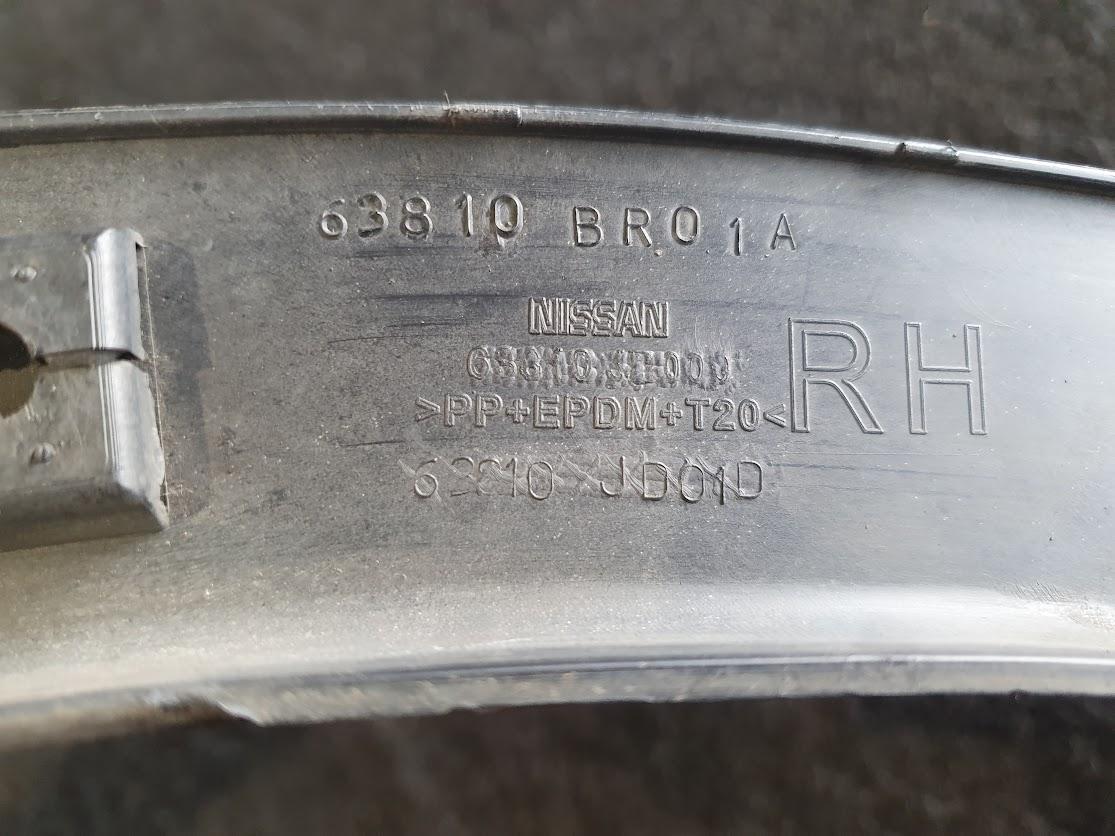 63810 BR01A
NISSAN
>PP+EPDM+T20<
RH
63810 JD01D